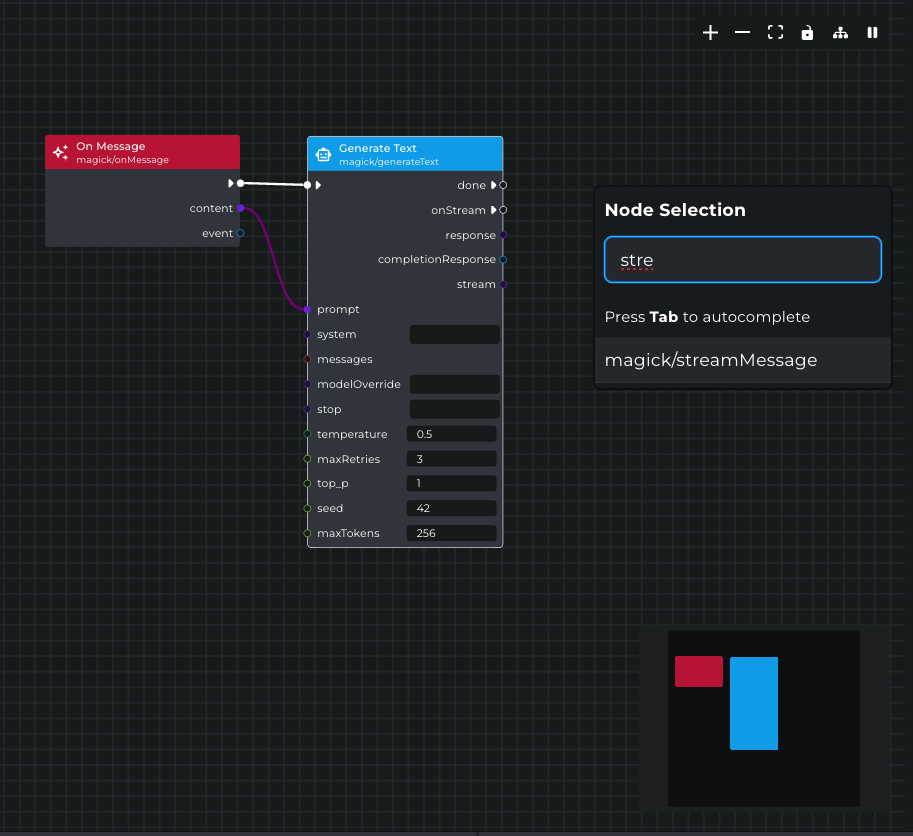 On Message
magick/onMessage
content
event
Generate Text
magick/generateText
done
onStream
response
completionResponse
stream
prompt
system
messages
modelOverride
stop
temperature 0.5
maxRetries 3
top_p 1
seed 42
maxTokens 256
Node Selection
stre
Press Tab to autocomplete
magick/streamMessage